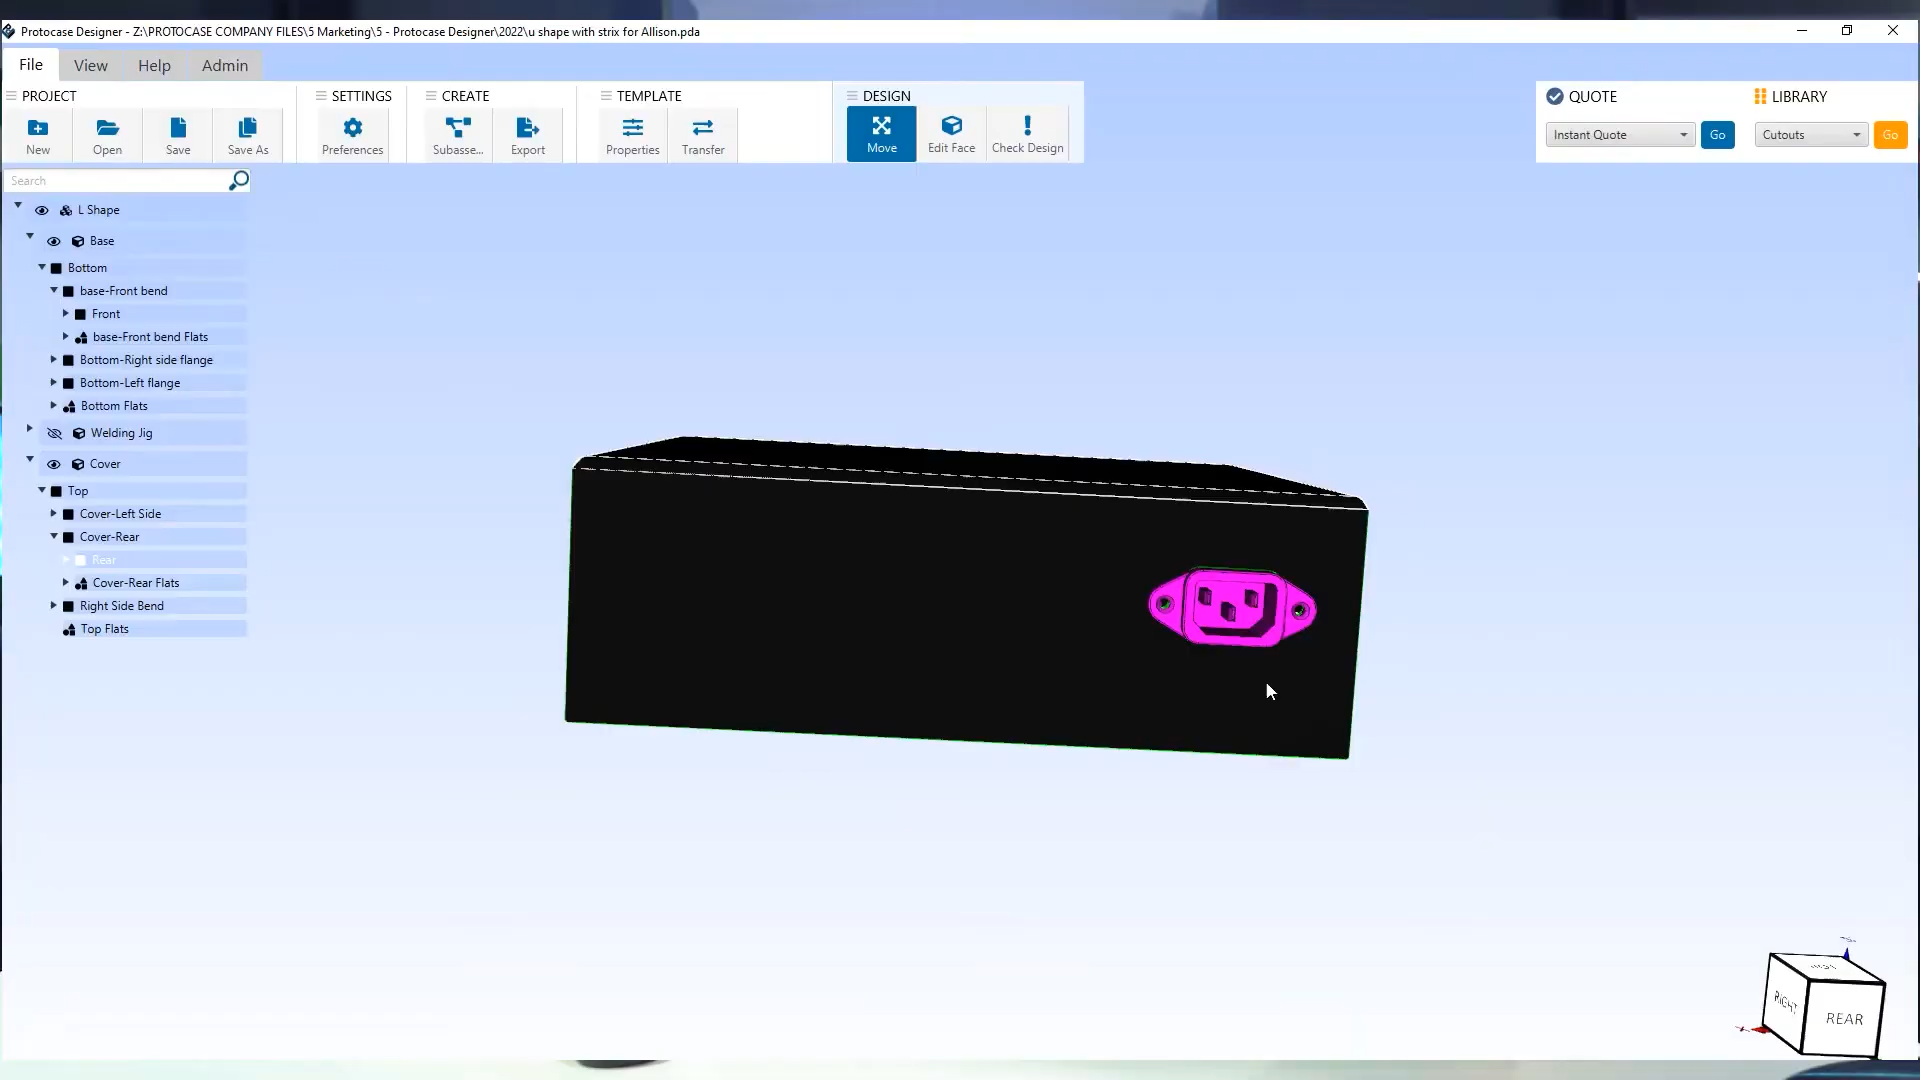 Protocase Designer - Z:\PROTOCASE COMPANY FILES\5 Marketing\5 - Protocase Designer\2022\u shape with strix for Allison.pda
File View Help Admin
PROJECT SETTINGS CREATE TEMPLATE DESIGN QUOTE LIBRARY
New Open Save Save As Preferences Subasse... Export Properties Transfer Move Edit Face Check Design Instant Quote Go Cutouts Go
Search
L Shape
Base
Bottom
base-Front bend
Front
base-Front bend Flats
Bottom-Right side flange
Bottom-Left flange
Bottom Flats
Welding Jig
Cover
Top
Cover-Left Side
Cover-Rear
Rear
Cover-Rear Flats
Right Side Bend
Top Flats
RIGHT
REAR